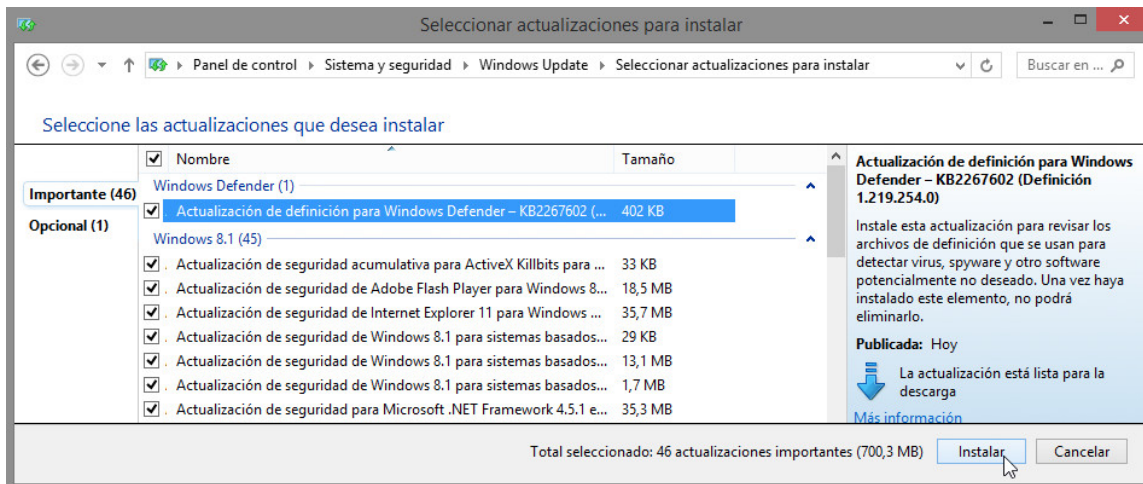 Seleccionar actualizaciones para instalar
Panel de control ▸ Sistema y seguridad ▸ Windows Update ▸ Seleccionar actualizaciones para instalar
Buscar en ...
Seleccione las actualizaciones que desea instalar
Nombre Tamaño
Importante (46)
Opcional (1)
Windows Defender (1)
Actualización de definición para Windows Defender – KB2267602 (... 402 KB
Windows 8.1 (45)
Actualización de seguridad acumulativa para ActiveX Killbits para ... 33 KB
Actualización de seguridad de Adobe Flash Player para Windows 8... 18,5 MB
Actualización de seguridad de Internet Explorer 11 para Windows ... 35,7 MB
Actualización de seguridad de Windows 8.1 para sistemas basados... 29 KB
Actualización de seguridad de Windows 8.1 para sistemas basados... 13,1 MB
Actualización de seguridad de Windows 8.1 para sistemas basados... 1,7 MB
Actualización de seguridad para Microsoft .NET Framework 4.5.1 e... 35,3 MB
Actualización de definición para Windows
Defender – KB2267602 (Definición
1.219.254.0)
Instale esta actualización para revisar los
archivos de definición que se usan para
detectar virus, spyware y otro software
potencialmente no deseado. Una vez haya
instalado este elemento, no podrá
eliminarlo.
Publicada: Hoy
La actualización está lista para la
descarga
Más información
Total seleccionado: 46 actualizaciones importantes (700,3 MB)
Instalar
Cancelar